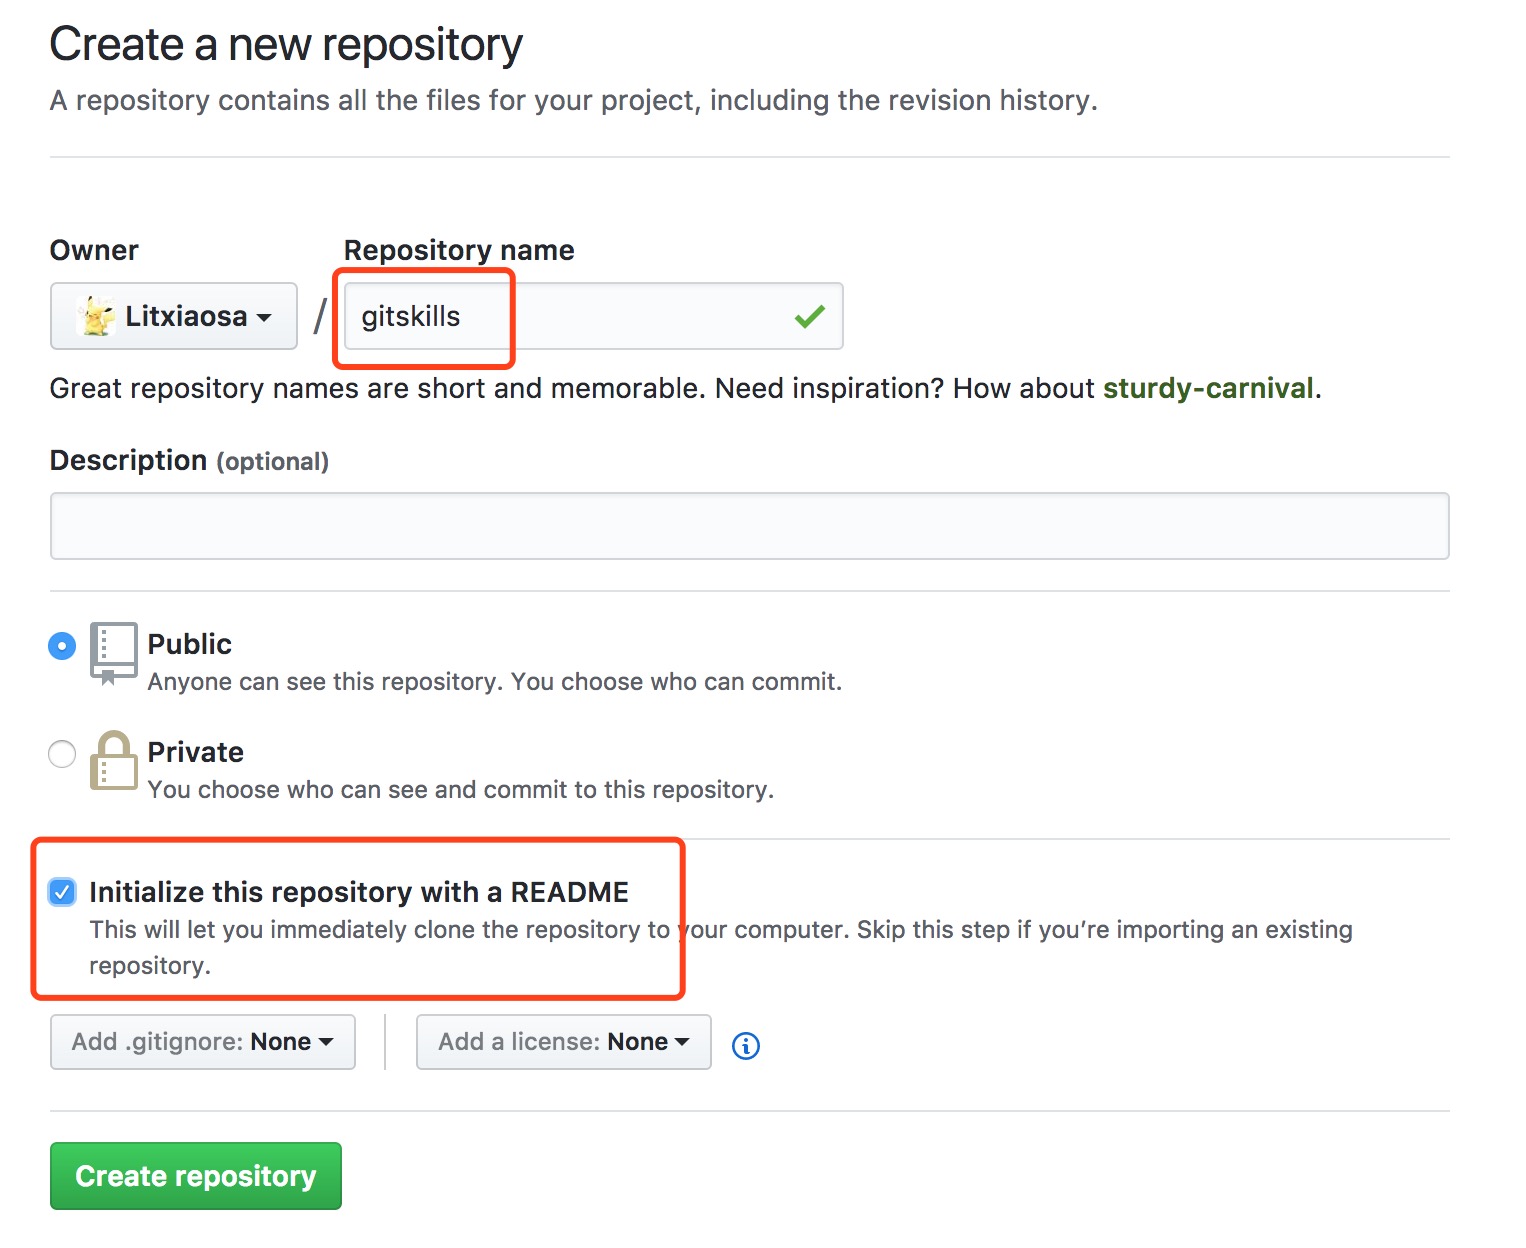 Create a new repository
A repository contains all the files for your project, including the revision history.
Owner
Repository name
Litxiaosa / gitskills
Great repository names are short and memorable. Need inspiration? How about sturdy-carnival.
Description (optional)
Public
Anyone can see this repository. You choose who can commit.
Private
You choose who can see and commit to this repository.
Initialize this repository with a README
This will let you immediately clone the repository to your computer. Skip this step if you’re importing an existing
repository.
Add .gitignore: None
Add a license: None
Create repository